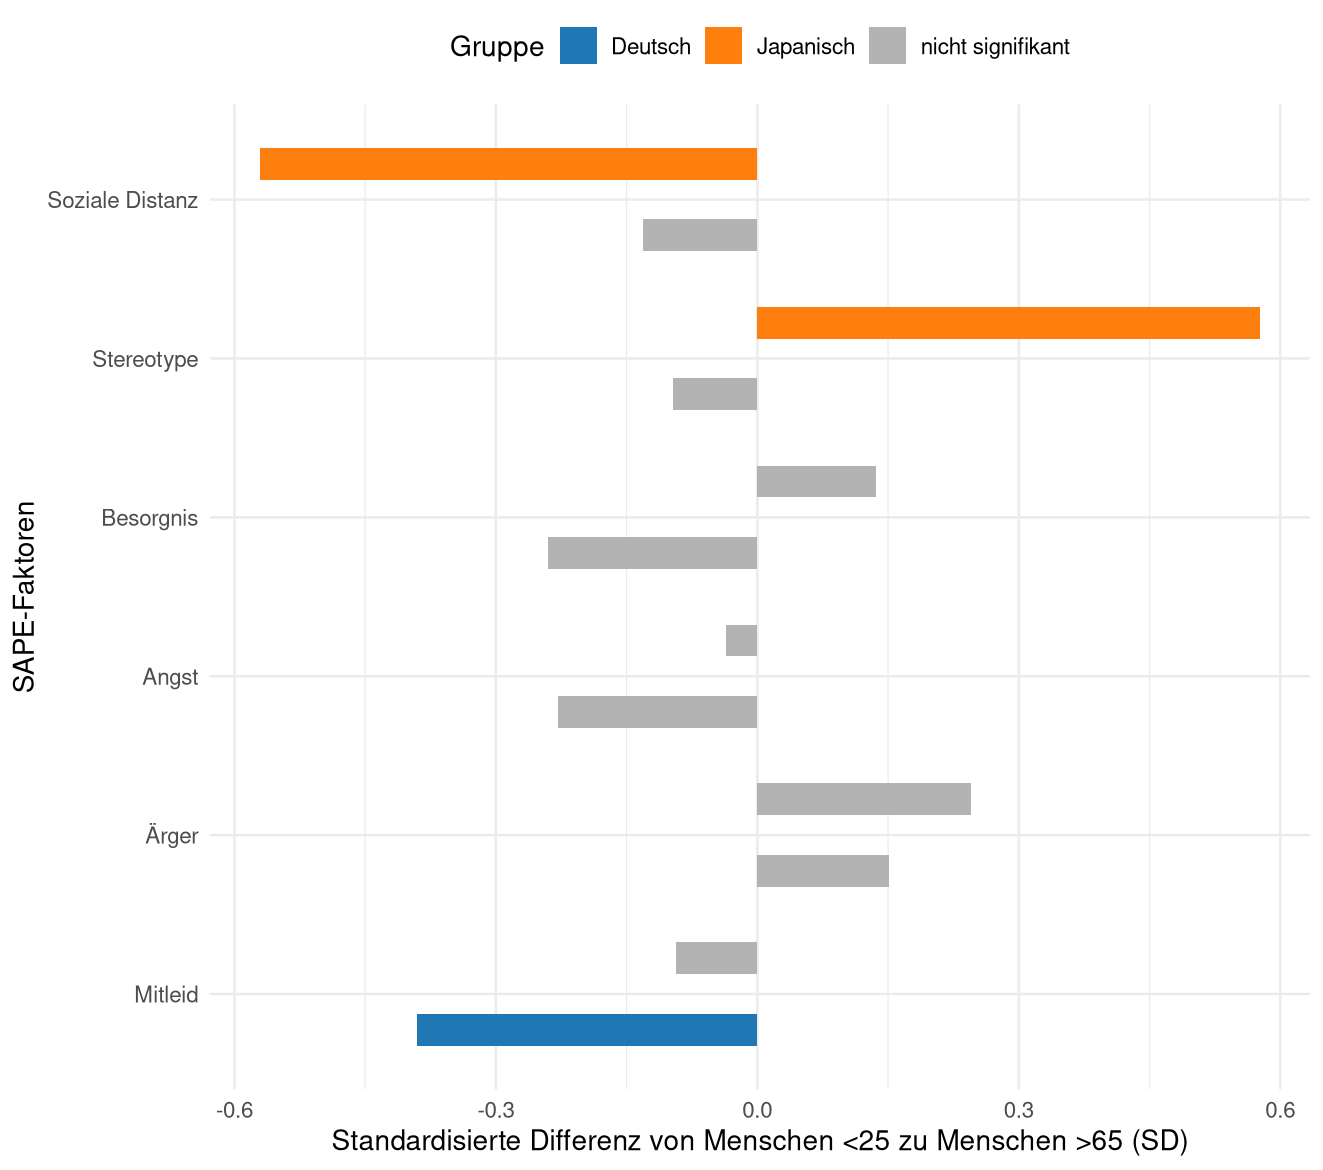 Gruppe Deutsch Japanisch nicht signifikant
Soziale Distanz
Stereotype
Besorgnis
Angst
Ärger
Mitleid
SAPE-Faktoren
-0.6 -0.3 0.0 0.3 0.6
Standardisierte Differenz von Menschen <25 zu Menschen >65 (SD)